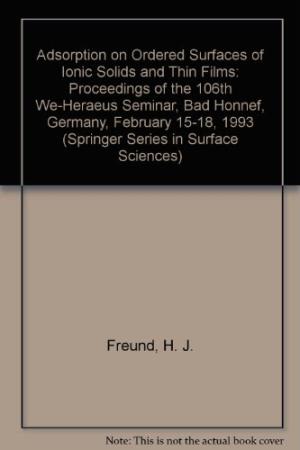 Adsorption on Ordered Surfaces of
Ionic Solids and Thin Films:
Proceedings of the 106th
We-Heraeus Seminar, Bad Honnef,
Germany, February 15-18, 1993
(Springer Series in Surface
Sciences)
Freund, H. J.
Note: This is not the actual book cover